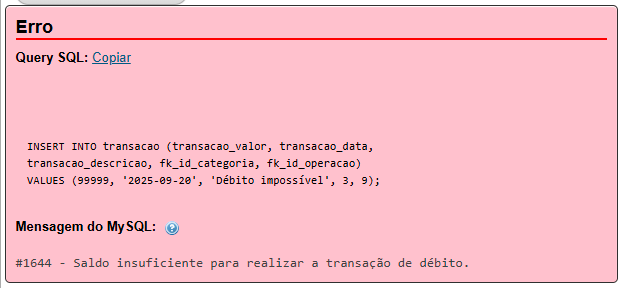 Erro
Query SQL: Copiar
INSERT INTO transacao (transacao_valor, transacao_data,
transacao_descricao, fk_id_categoria, fk_id_operacao)
VALUES (99999, '2025-09-20', 'Débito impossível', 3, 9);
Mensagem do MySQL:
#1644 - Saldo insuficiente para realizar a transação de débito.